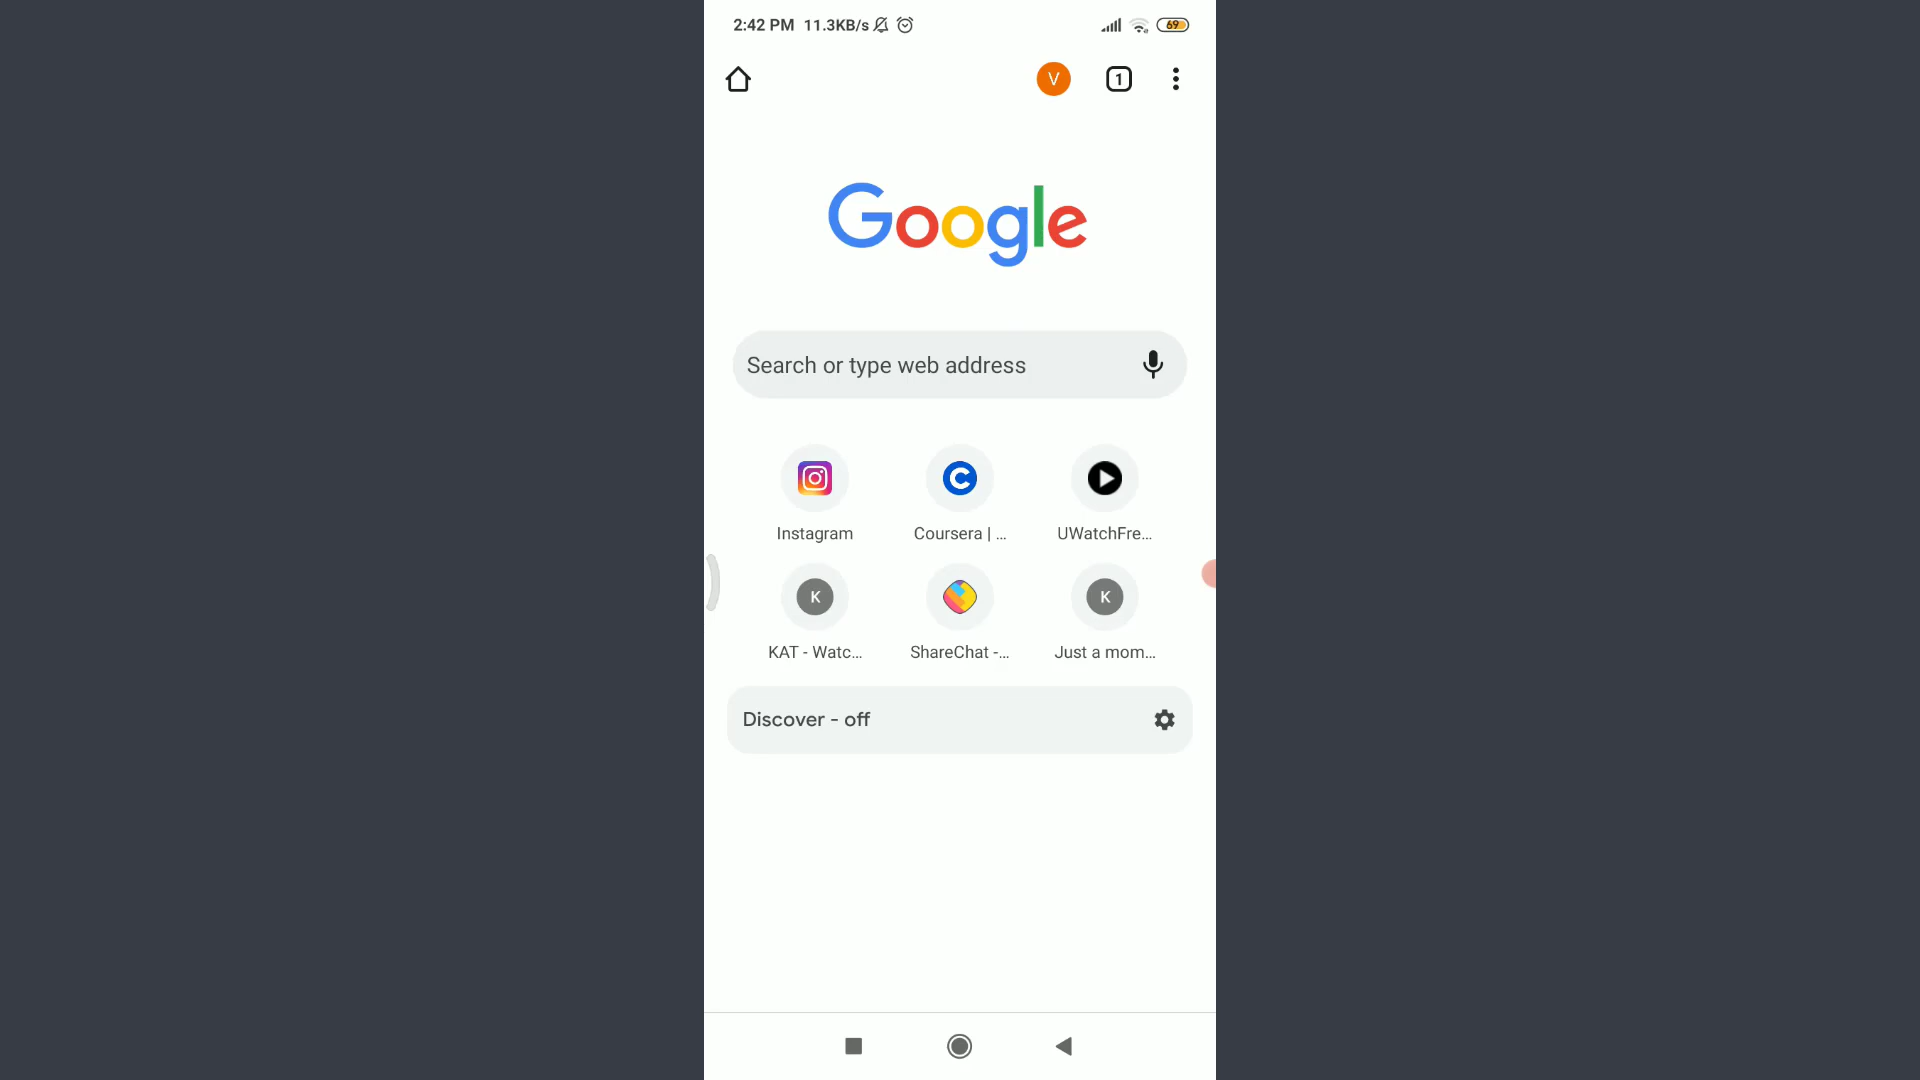 2:42 PM 11.3KB/s 69
V 1
Google
Search or type web address
Instagram Coursera | ... UWatchFre...
K K
KAT - Watc... ShareChat -... Just a mom...
Discover - off